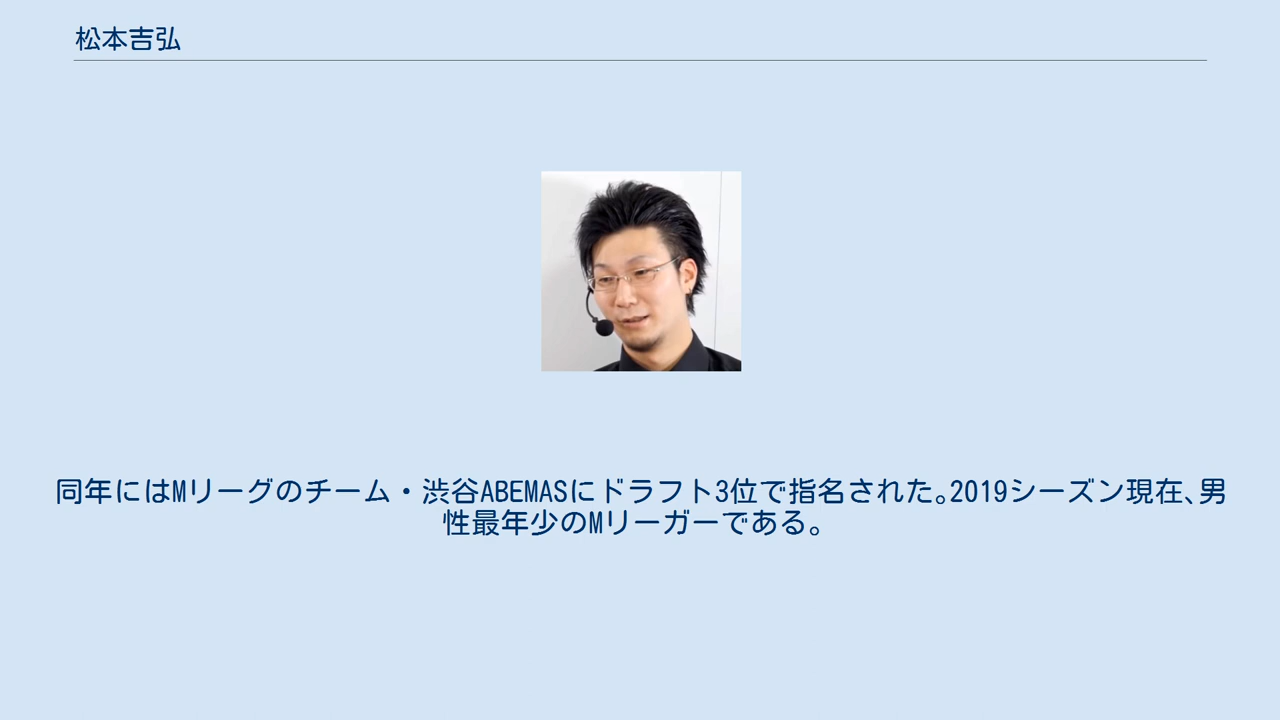 松本吉弘
同年にはMリーグのチーム・渋谷ABEMASにドラフト3位で指名された｡2019シーズン現在､男
性最年少のMリーガーである｡